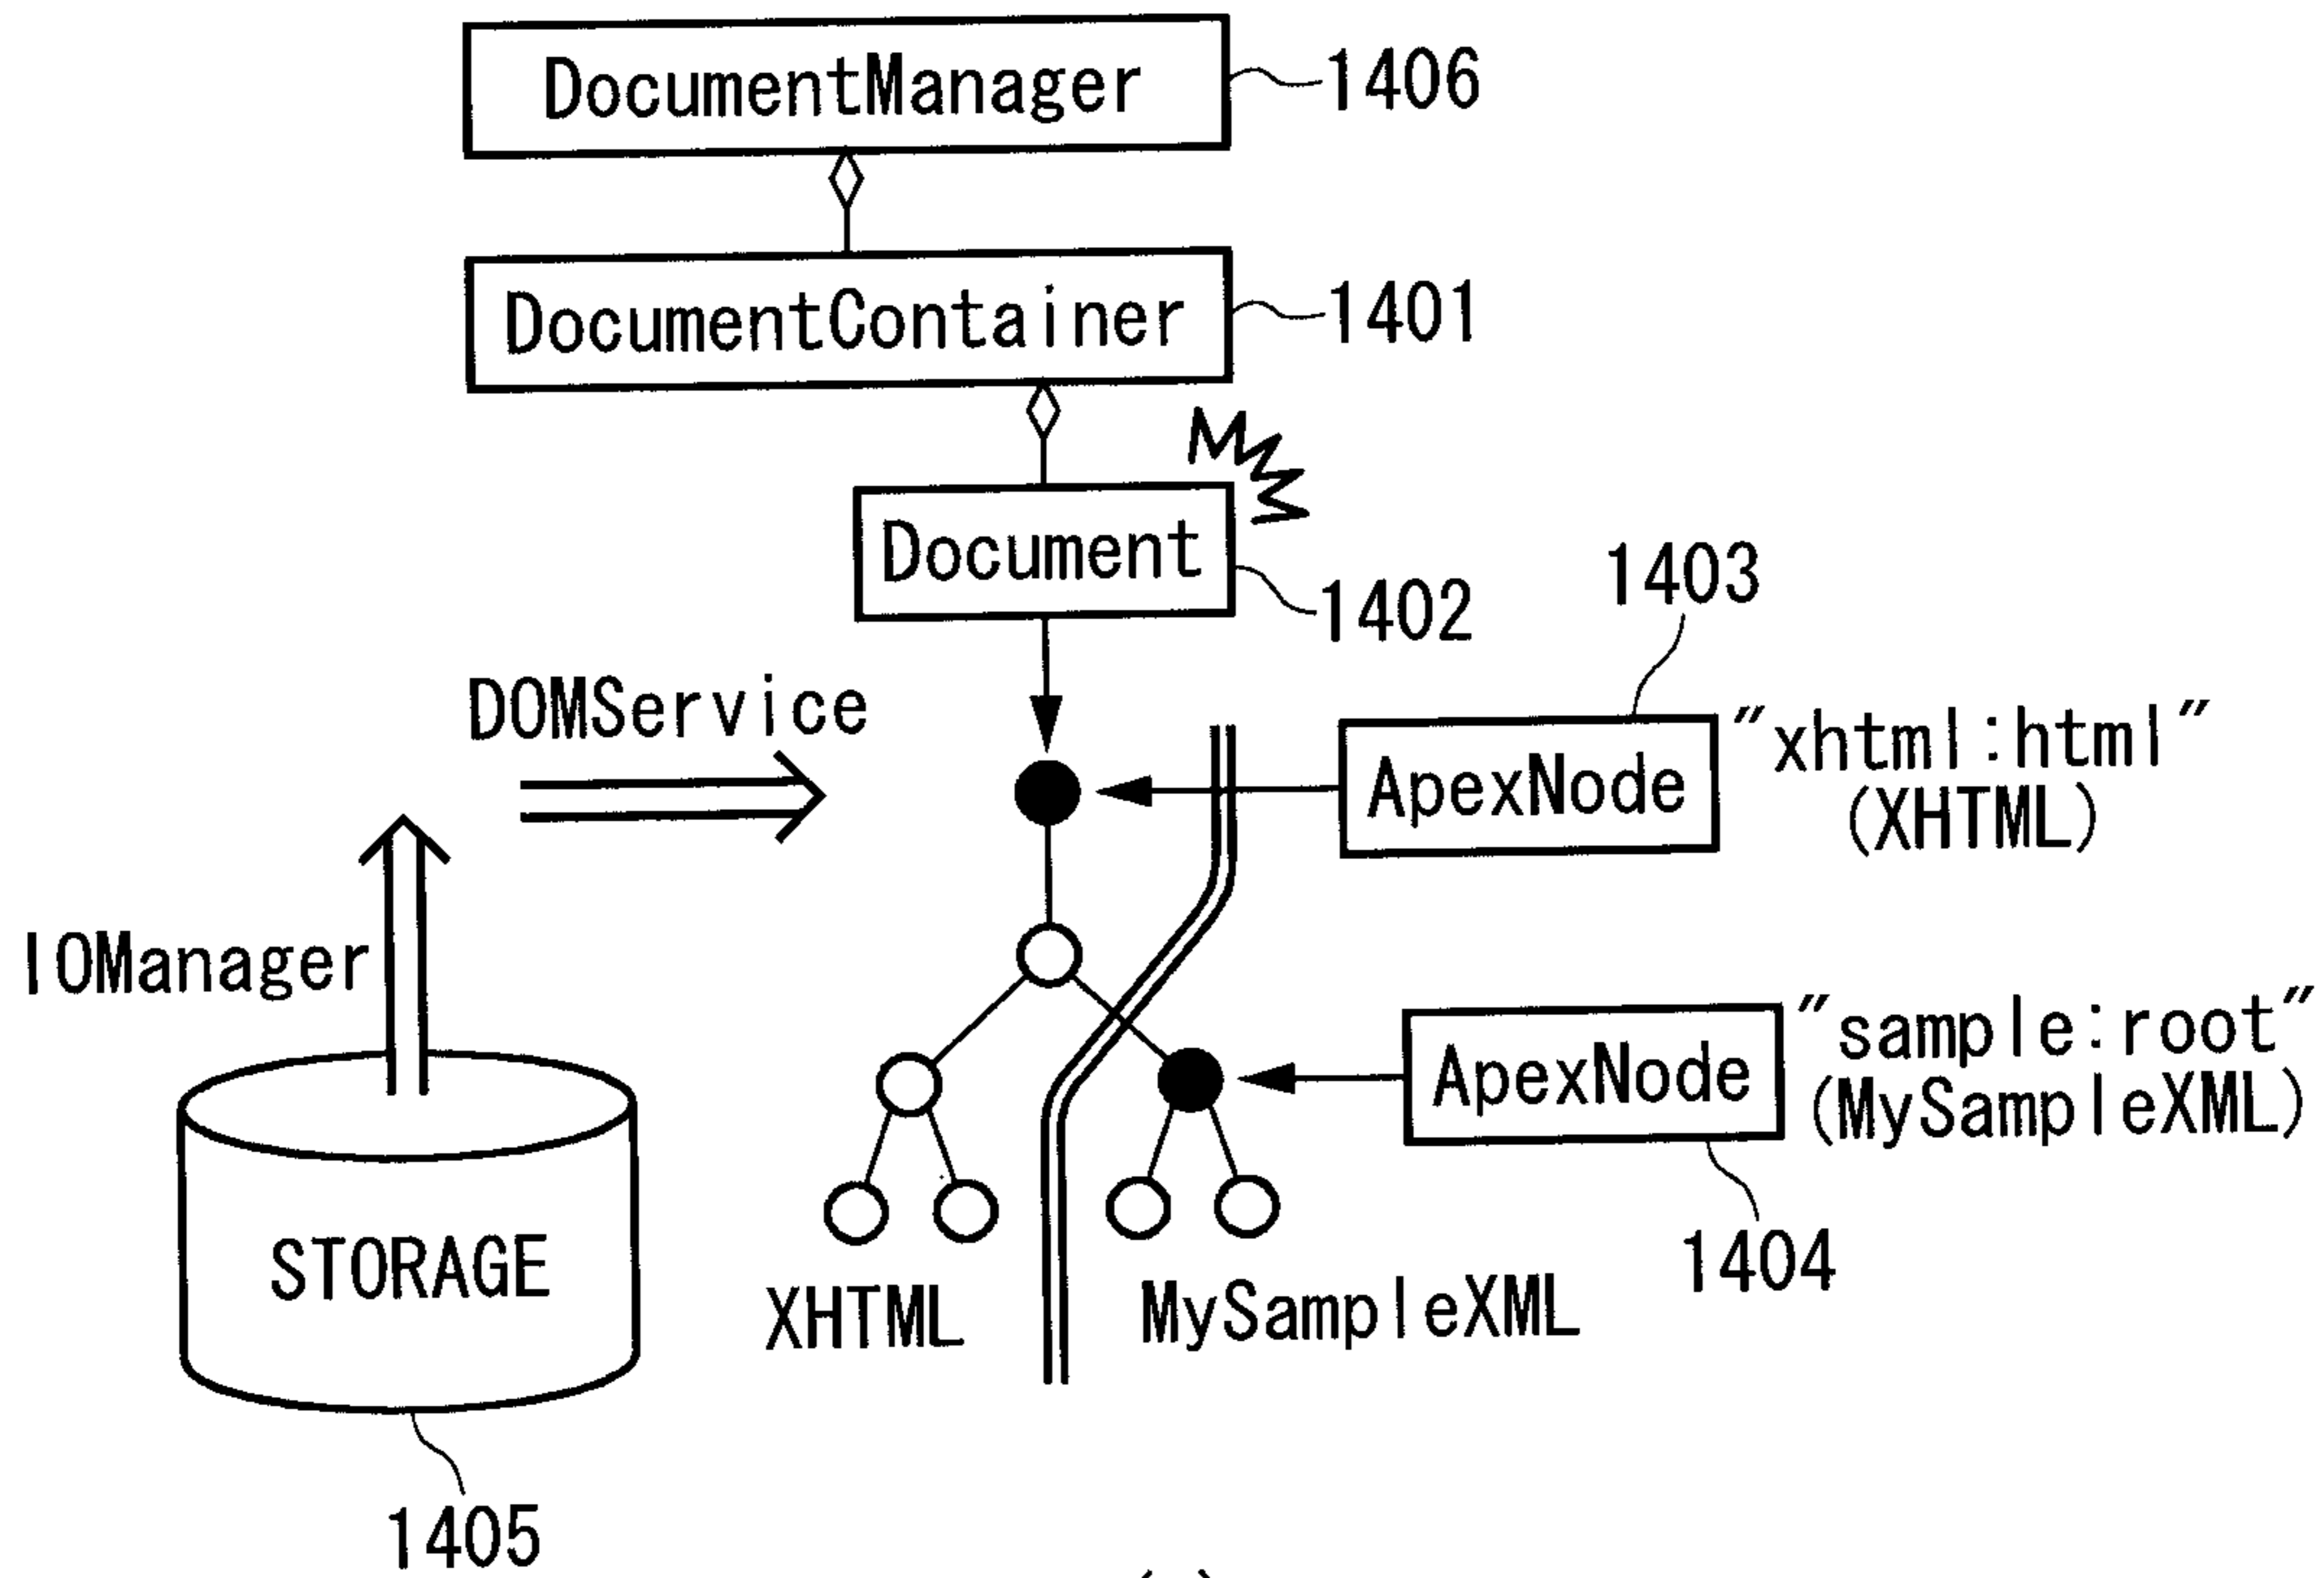 DocumentManager
1406
DocumentContainer
1401
Document
1402
1403
DOMService
ApexNode
"xhtml:html"
(XHTML)
IOManager
ApexNode
"sample:root"
(MySampleXML)
STORAGE
1404
XHTML
MySampleXML
1405